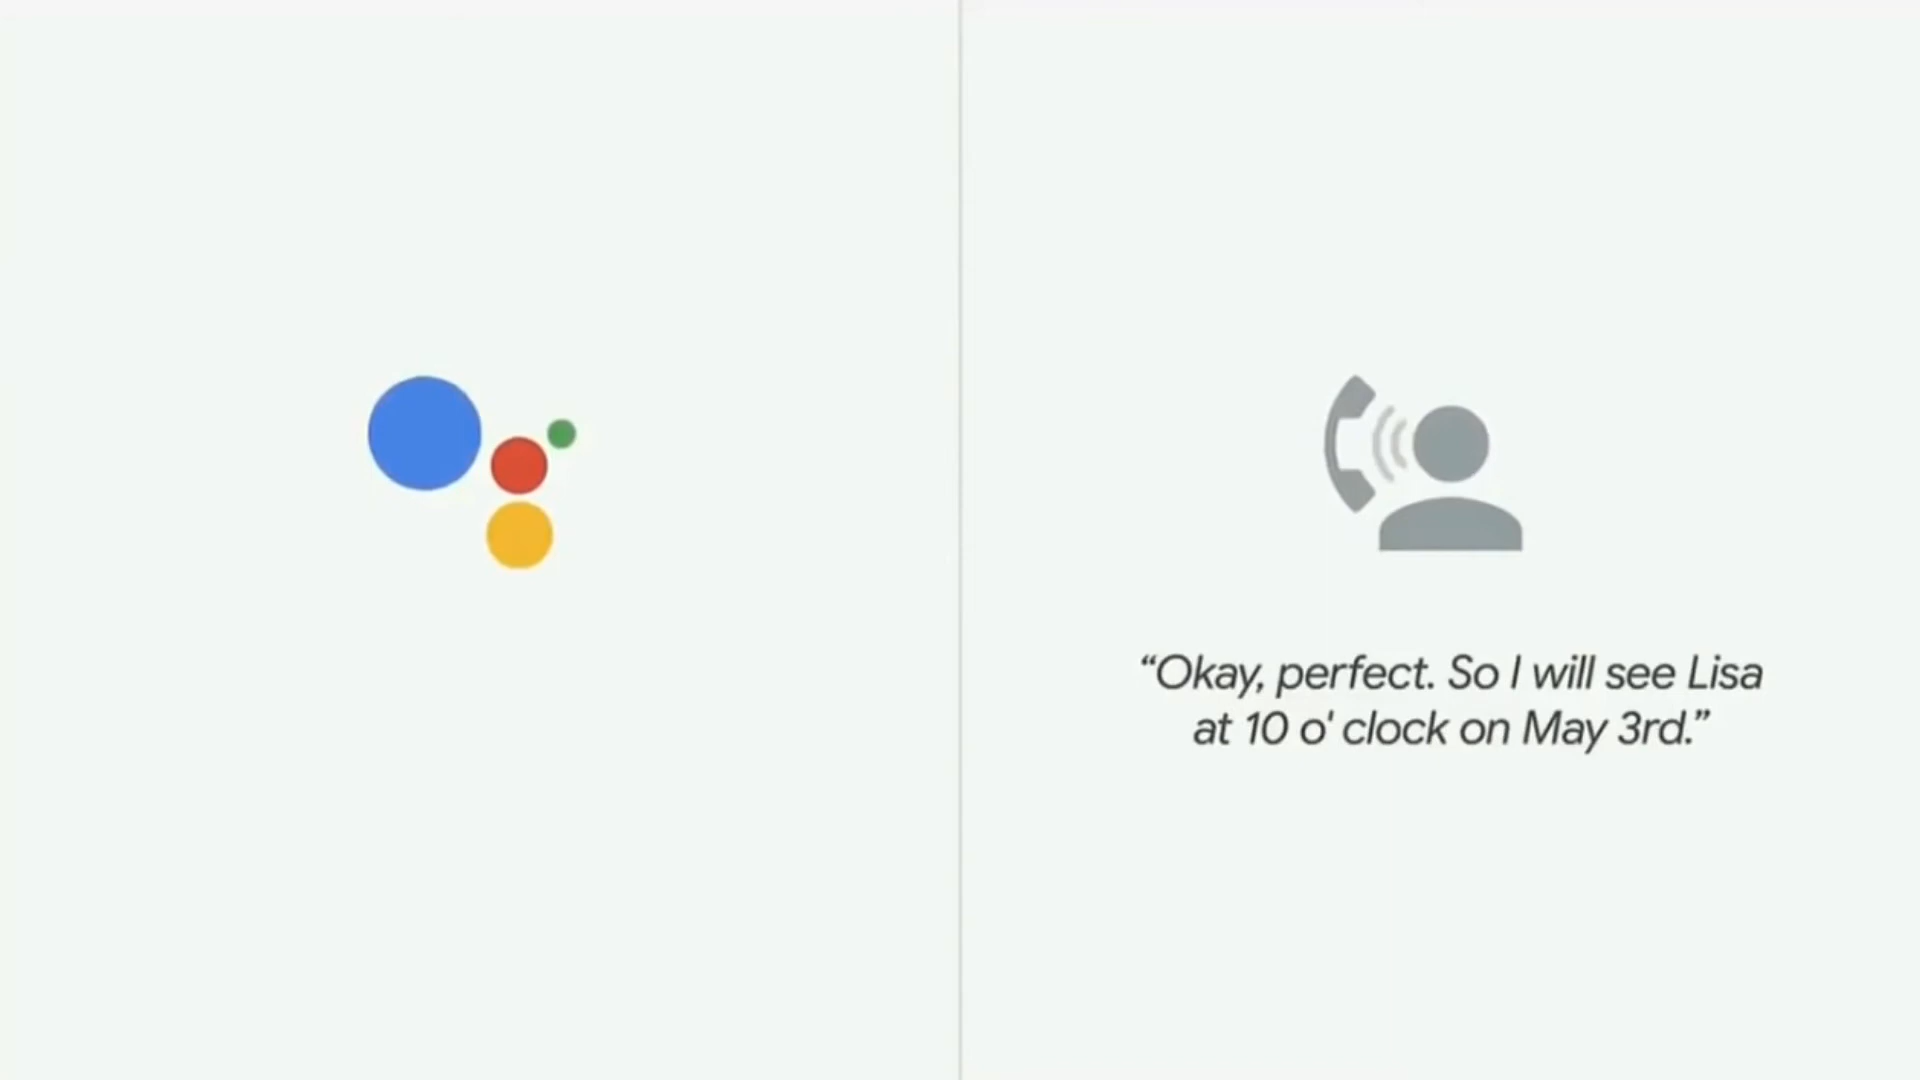 “Okay, perfect. So I will see Lisa
at 10 o' clock on May 3rd.”